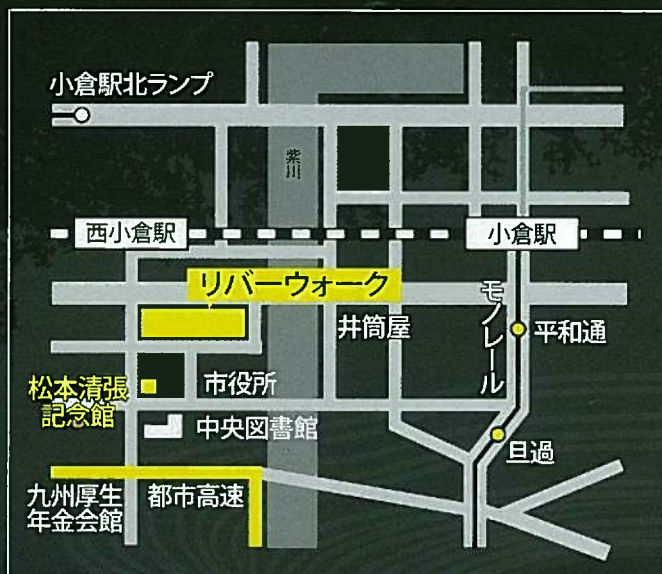 小倉駅北ランプ
紫川
西小倉駅
小倉駅
リバーウォーク
モノレール
井筒屋
平和通
松本清張
記念館
市役所
中央図書館
旦過
九州厚生
年金会館
都市高速